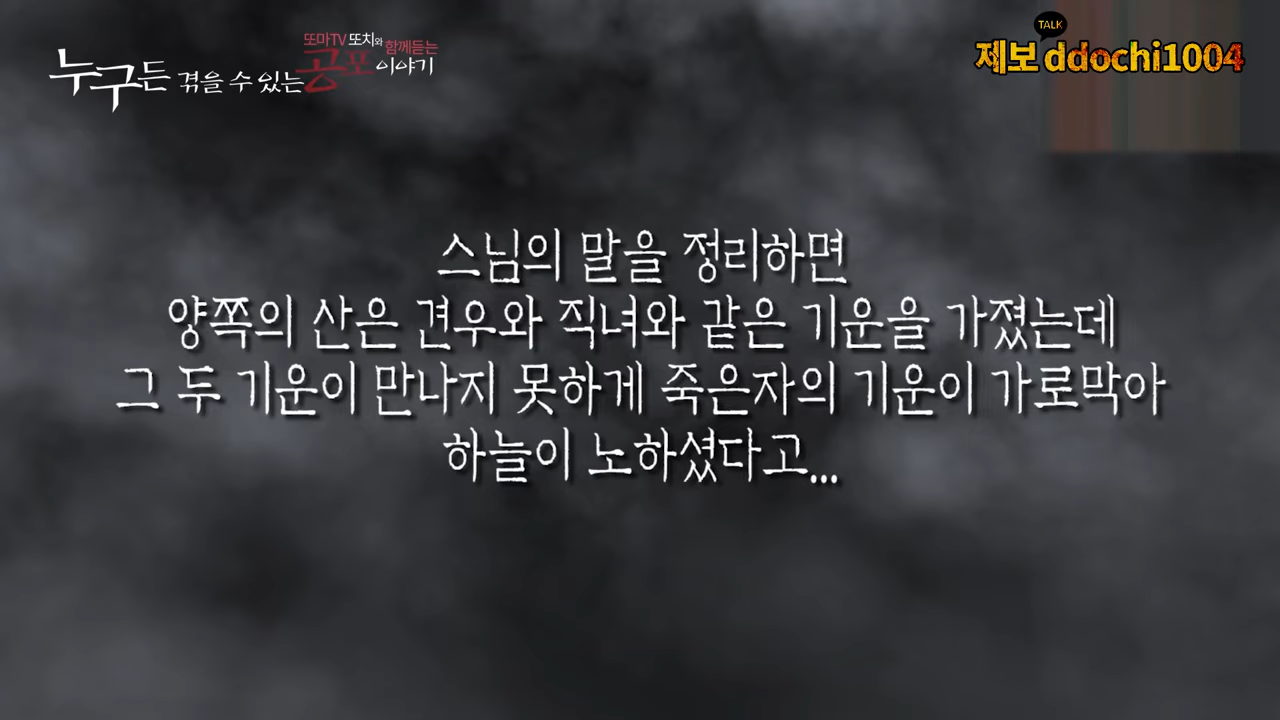 또마TV 또치와 함께듣는
누구든 겪을 수 있는 공포 이야기
TALK
제보 ddochi1004
스님의 말을 정리하면
양쪽의 산은 견우와 직녀와 같은 기운을 가졌는데
그 두 기운이 만나지 못하게 죽은자의 기운이 가로막아
하늘이 노하셨다고...